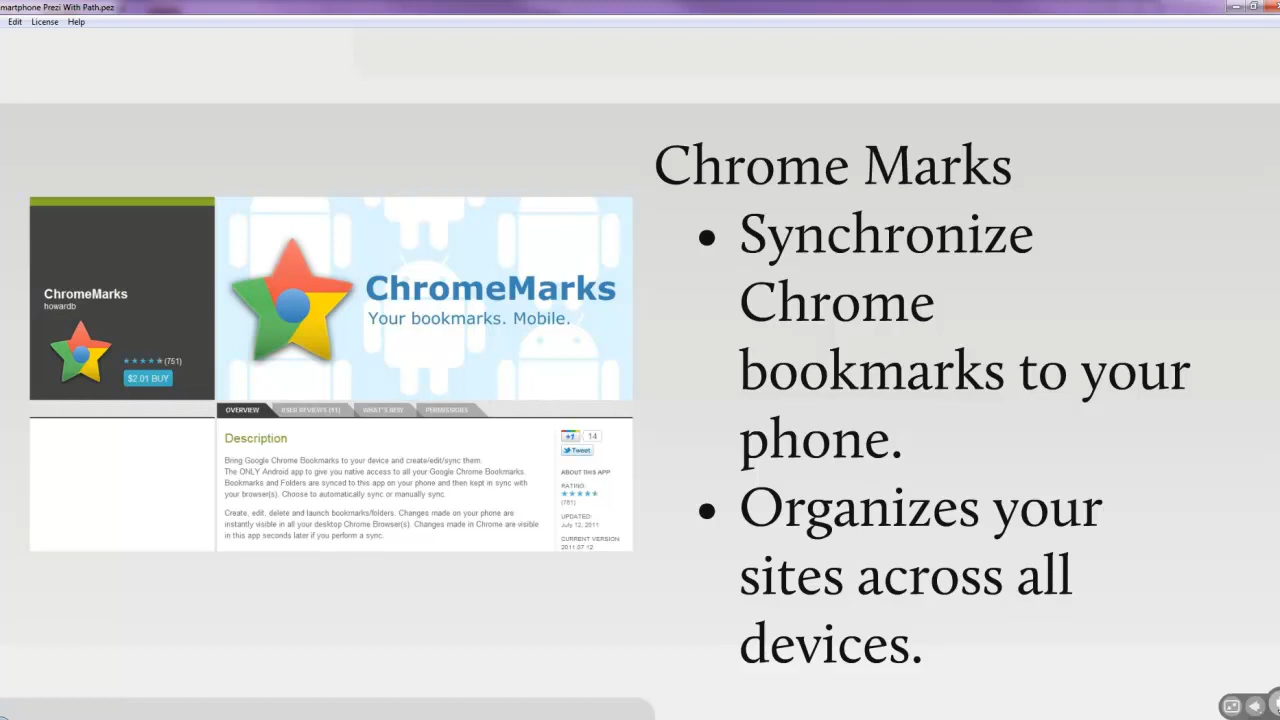 martphone Prezi With Path.pez
Edit License Help
Chrome Marks
• Synchronize
Chrome
bookmarks to your
phone.
• Organizes your
sites across all
devices.
ChromeMarks
howardb
(751)
$2.01 BUY
ChromeMarks
Your bookmarks. Mobile.
OVERVIEW USER REVIEWS (11) WHAT'S NEW PERMISSIONS
Description
Bring Google Chrome Bookmarks to your device and create/edit/sync them.
The ONLY Android app to give you native access to all your Google Chrome Bookmarks
Bookmarks and Folders are synced to this app on your phone and then kept in sync with
your browser(s). Choose to automatically sync or manually sync.
Create, edit, delete and launch bookmarks/folders. Changes made on your phone are
instantly visible in all your desktop Chrome Browser(s). Changes made in Chrome are visible
in this app seconds later if you perform a sync.
+1 14
Tweet
ABOUT THIS APP
RATING:
(751)
UPDATED:
July 12, 2011
CURRENT VERSION
2011.07.12